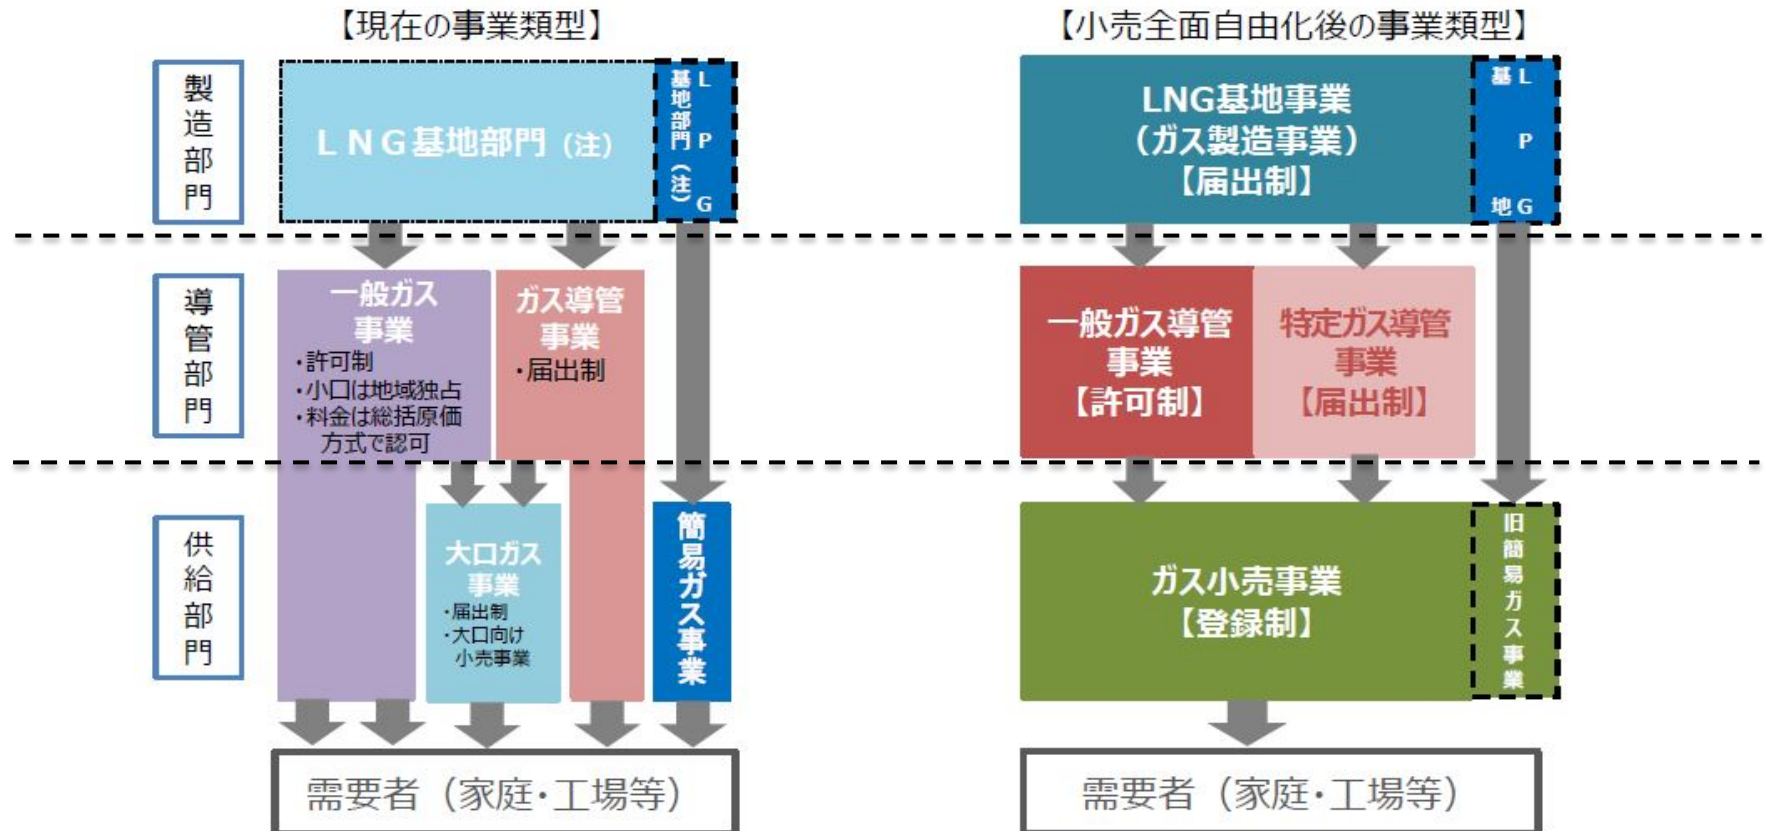 【現在の事業類型】
製造部門
LNG基地部門（注）
LPG
基地部門（注）
導管部門
一般ガス
事業
・許可制
・小口は地域独占
・料金は総括原価
方式で認可
ガス導管
事業
・届出制
供給部門
大口ガス
事業
・届出制
・大口向け
小売事業
簡易ガス事業
需要者（家庭・工場等）
【小売全面自由化後の事業類型】
LNG基地事業
（ガス製造事業）
【届出制】
LPG
基地
一般ガス導管
事業
【許可制】
特定ガス導管
事業
【届出制】
ガス小売事業
【登録制】
旧簡易ガス事業
需要者（家庭・工場等）